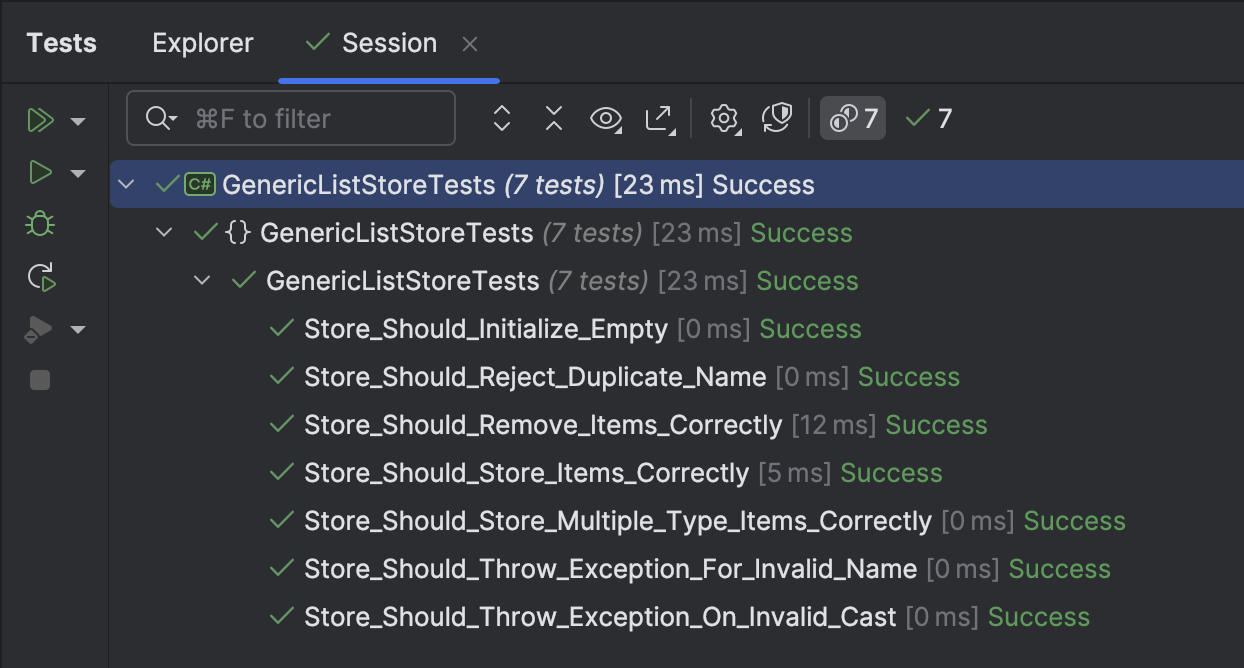 Tests Explorer Session
⌘F to filter 7 7
C# GenericListStoreTests (7 tests) [23 ms] Success
{} GenericListStoreTests (7 tests) [23 ms] Success
GenericListStoreTests (7 tests) [23 ms] Success
Store_Should_Initialize_Empty [0 ms] Success
Store_Should_Reject_Duplicate_Name [0 ms] Success
Store_Should_Remove_Items_Correctly [12 ms] Success
Store_Should_Store_Items_Correctly [5 ms] Success
Store_Should_Store_Multiple_Type_Items_Correctly [0 ms] Success
Store_Should_Throw_Exception_For_Invalid_Name [0 ms] Success
Store_Should_Throw_Exception_On_Invalid_Cast [0 ms] Success